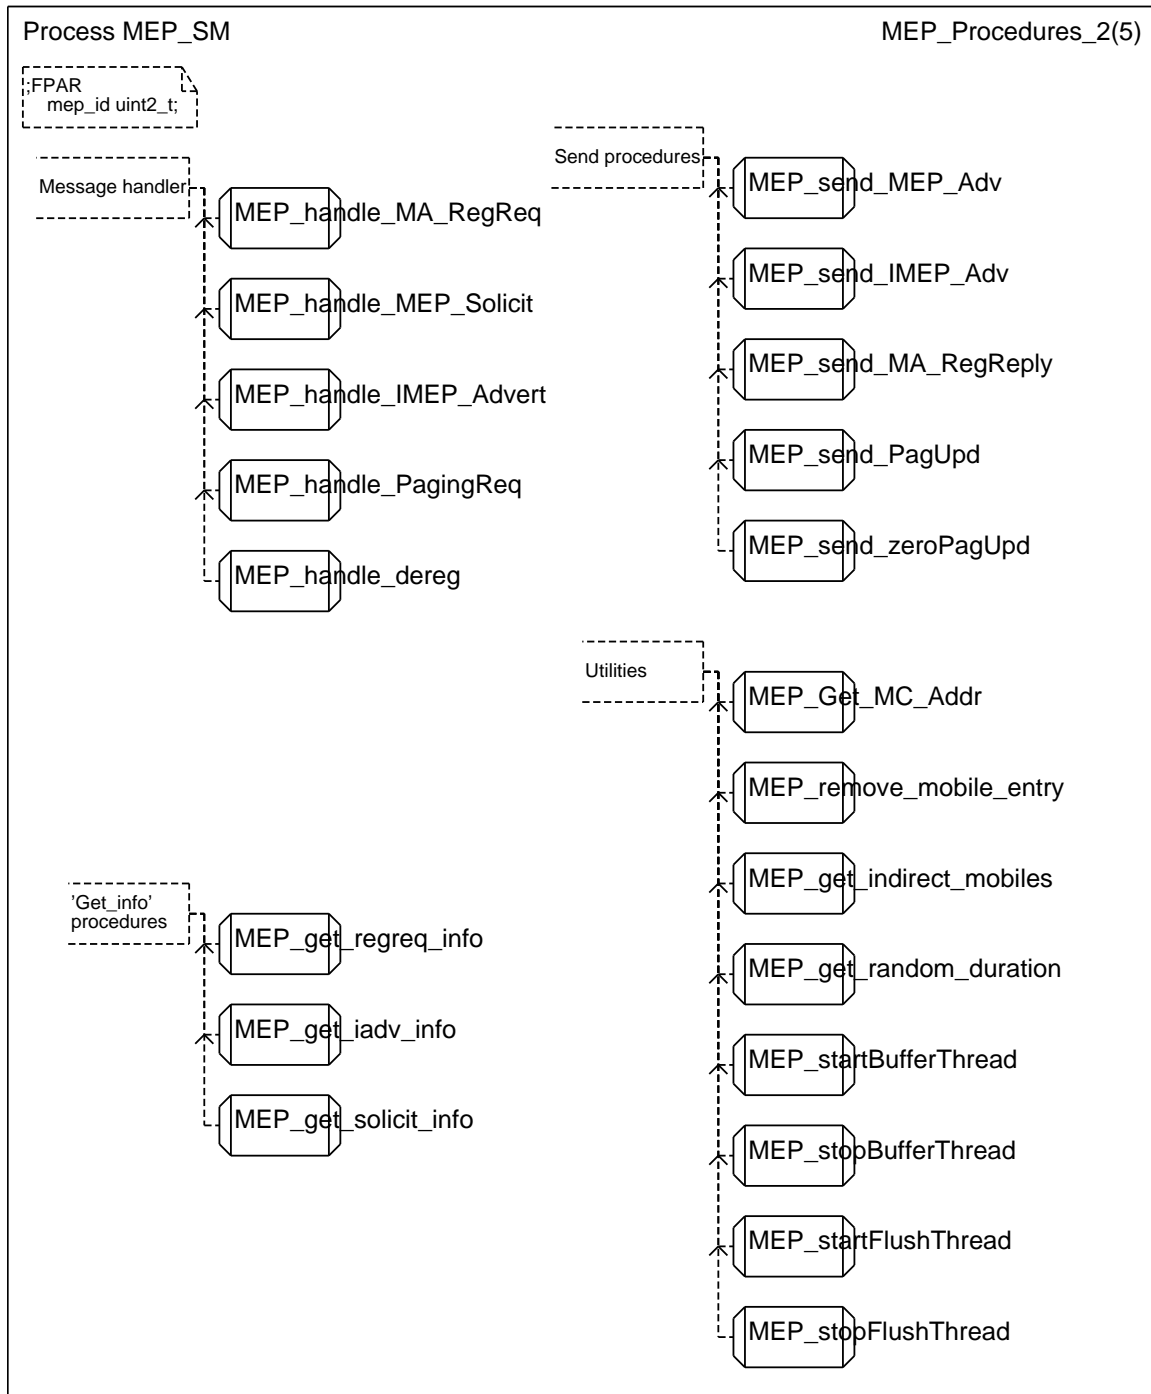 Process MEP_SM
MEP_Procedures_2(5)
;FPAR
mep_id uint2_t;
Message handler
MEP_handle_MA_RegReq
MEP_handle_MEP_Solicit
MEP_handle_IMEP_Advert
MEP_handle_PagingReq
MEP_handle_dereg
Send procedures
MEP_send_MEP_Adv
MEP_send_IMEP_Adv
MEP_send_MA_RegReply
MEP_send_PagUpd
MEP_send_zeroPagUpd
'Get_info'
procedures
MEP_get_regreq_info
MEP_get_iadv_info
MEP_get_solicit_info
Utilities
MEP_Get_MC_Addr
MEP_remove_mobile_entry
MEP_get_indirect_mobiles
MEP_get_random_duration
MEP_startBufferThread
MEP_stopBufferThread
MEP_startFlushThread
MEP_stopFlushThread